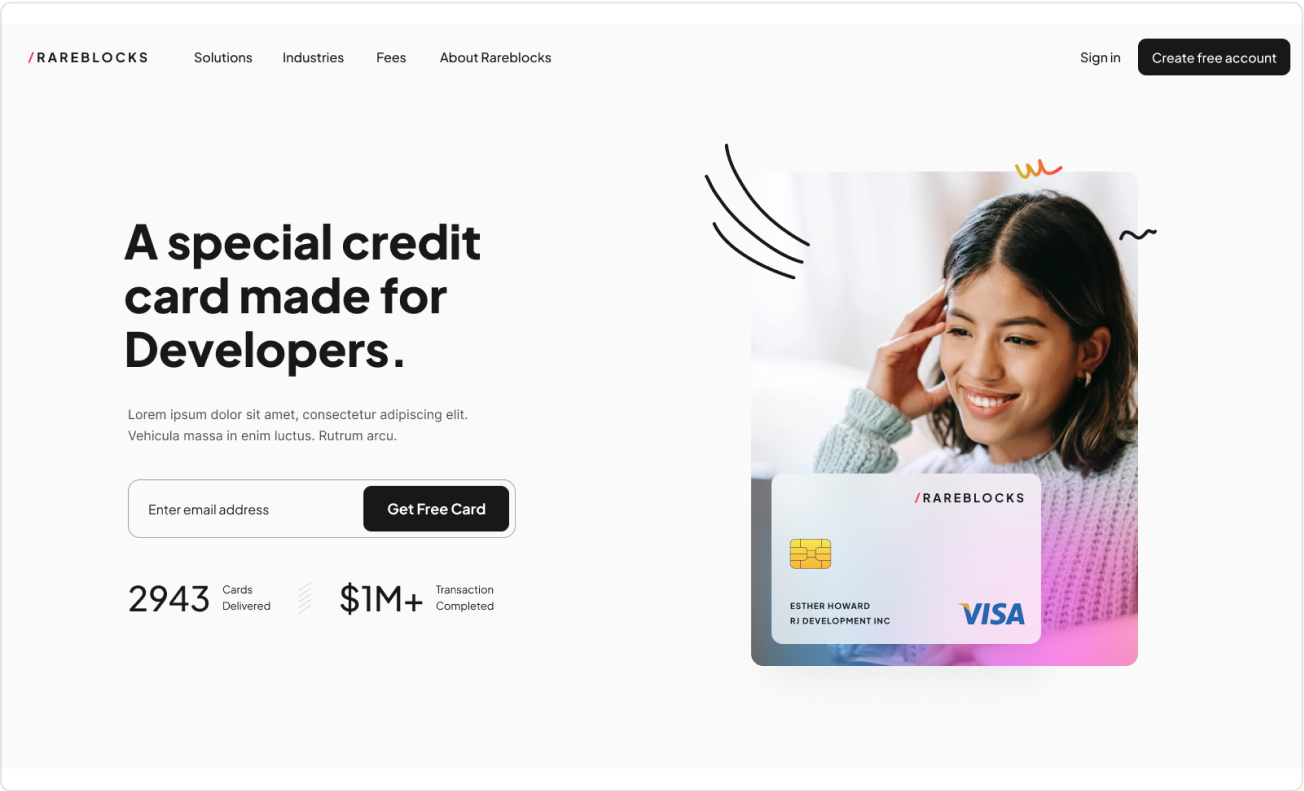 /RAREBLOCKS
Solutions
Industries
Fees
About Rareblocks
Sign in
Create free account
A special credit
card made for
Developers.
Lorem ipsum dolor sit amet, consectetur adipiscing elit.
Vehicula massa in enim luctus. Rutrum arcu.
Enter email address
Get Free Card
2943
Cards
Delivered
$1M+
Transaction
Completed
/RAREBLOCKS
ESTHER HOWARD
RJ DEVELOPMENT INC
VISA